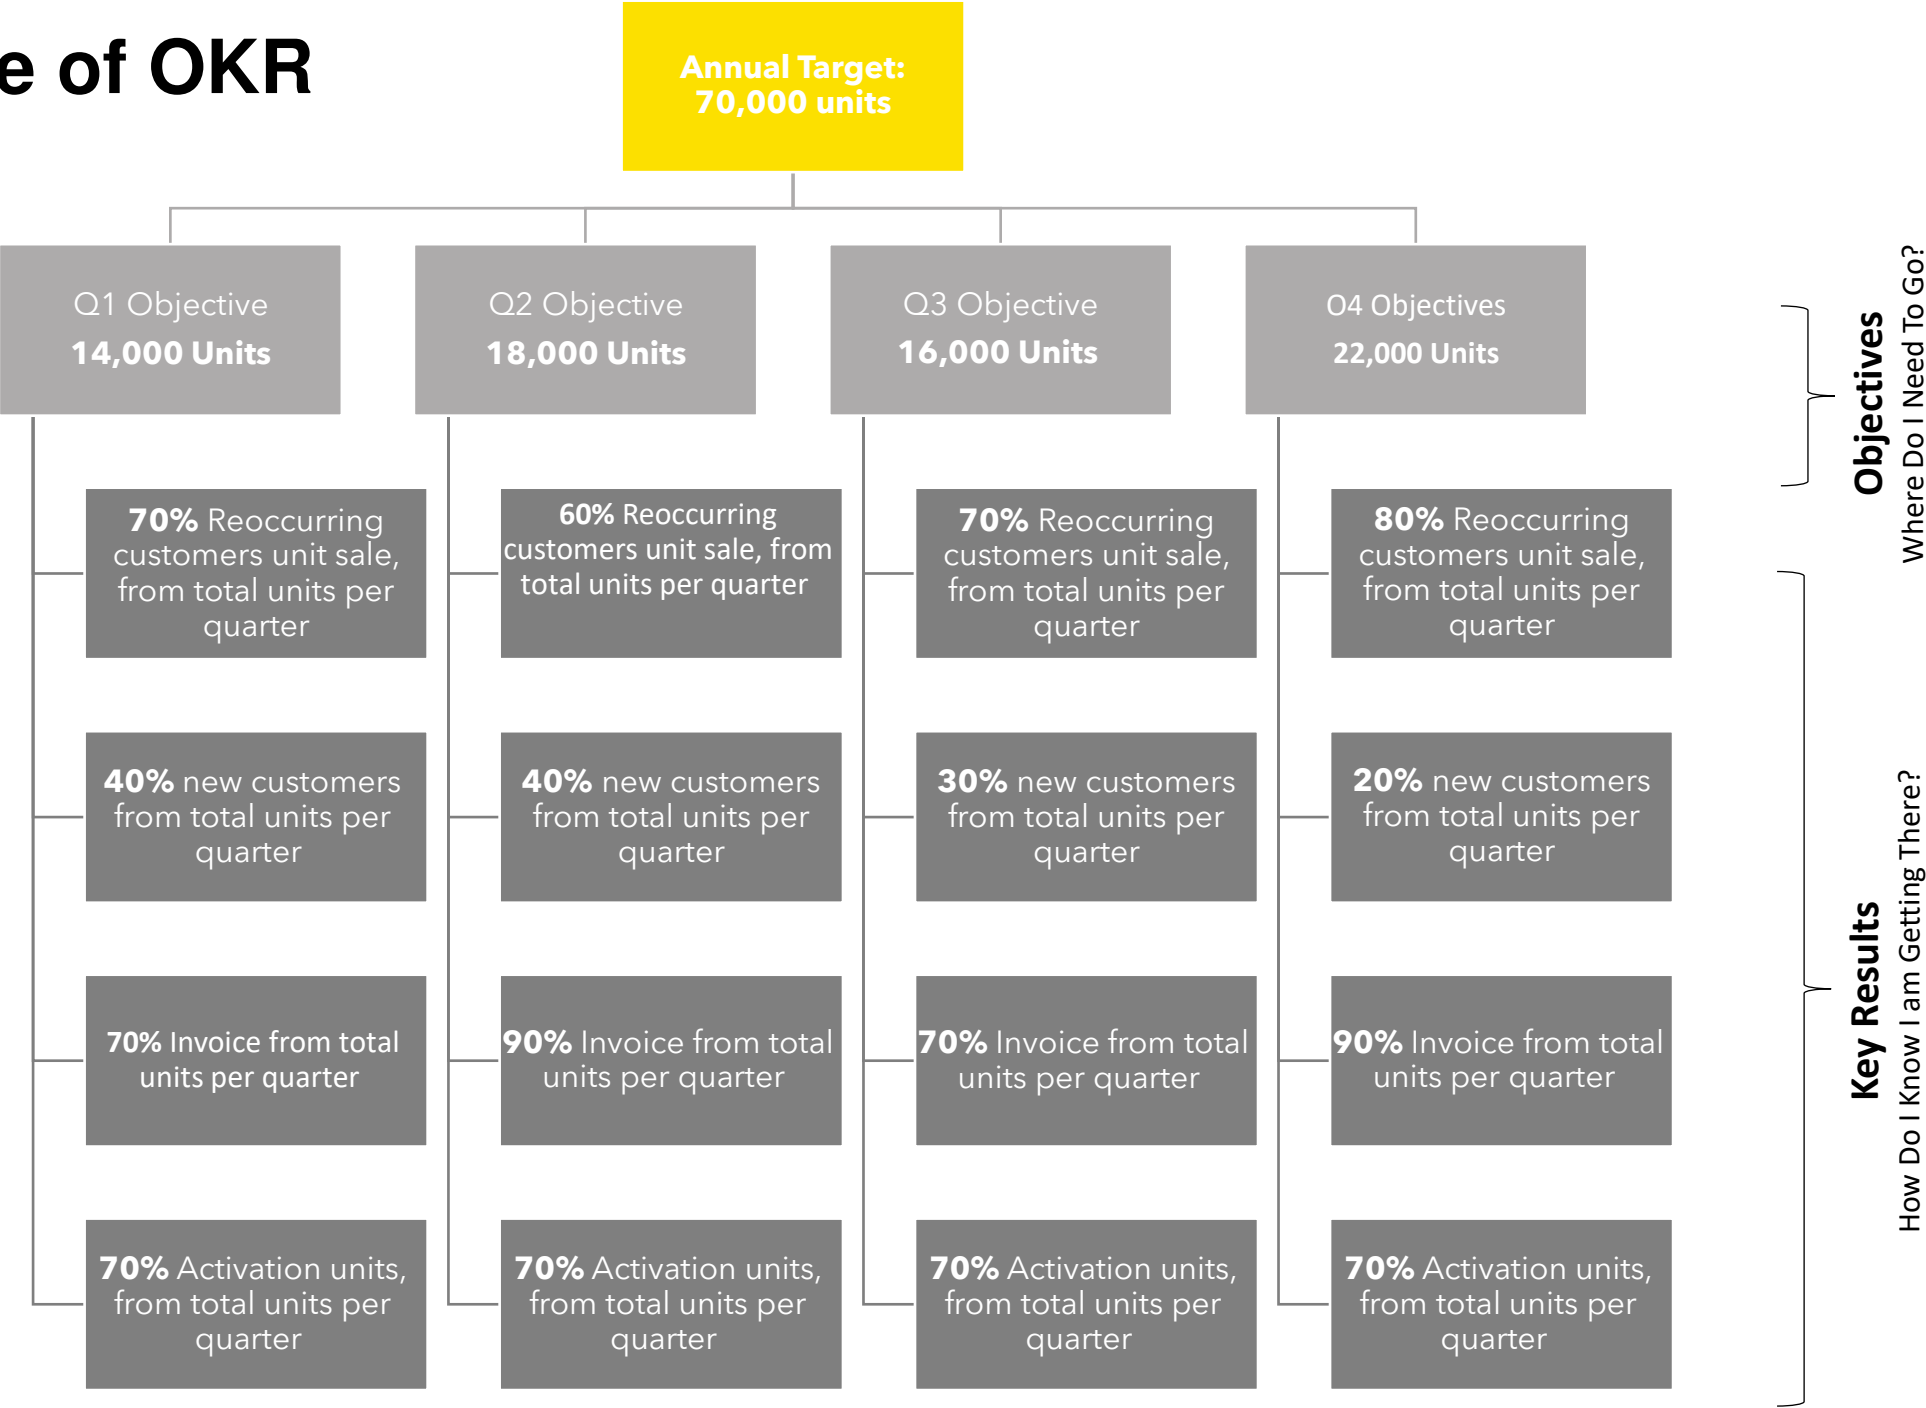 e of OKR
Annual Target:
70,000 units
Q1 Objective
14,000 Units
Q2 Objective
18,000 Units
Q3 Objective
16,000 Units
O4 Objectives
22,000 Units
70% Reoccurring
customers unit sale,
from total units per
quarter
60% Reoccurring
customers unit sale, from
total units per quarter
70% Reoccurring
customers unit sale,
from total units per
quarter
80% Reoccurring
customers unit sale,
from total units per
quarter
40% new customers
from total units per
quarter
40% new customers
from total units per
quarter
30% new customers
from total units per
quarter
20% new customers
from total units per
quarter
70% Invoice from total
units per quarter
90% Invoice from total
units per quarter
70% Invoice from total
units per quarter
90% Invoice from total
units per quarter
70% Activation units,
from total units per
quarter
70% Activation units,
from total units per
quarter
70% Activation units,
from total units per
quarter
70% Activation units,
from total units per
quarter
Objectives
Where Do I Need To Go?
Key Results
How Do I Know I am Getting There?